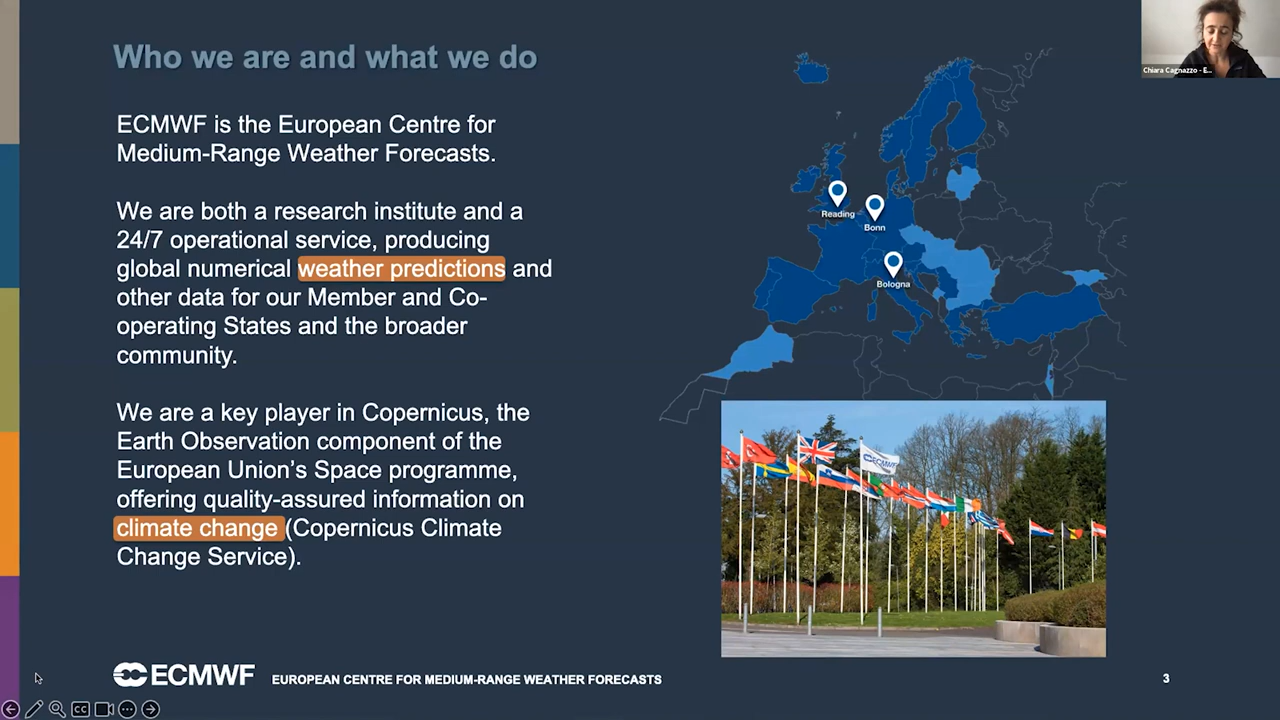 Who we are and what we do
ECMWF is the European Centre for
Medium-Range Weather Forecasts.
We are both a research institute and a
24/7 operational service, producing
global numerical weather predictions and
other data for our Member and Co-
operating States and the broader
community.
We are a key player in Copernicus, the
Earth Observation component of the
European Union's Space programme,
offering quality-assured information on
climate change (Copernicus Climate
Change Service).
Chiara Cagnazzo - E...
Reading
Bonn
Bologna
ECMWF
ECMWF
EUROPEAN CENTRE FOR MEDIUM-RANGE WEATHER FORECASTS
3
CC